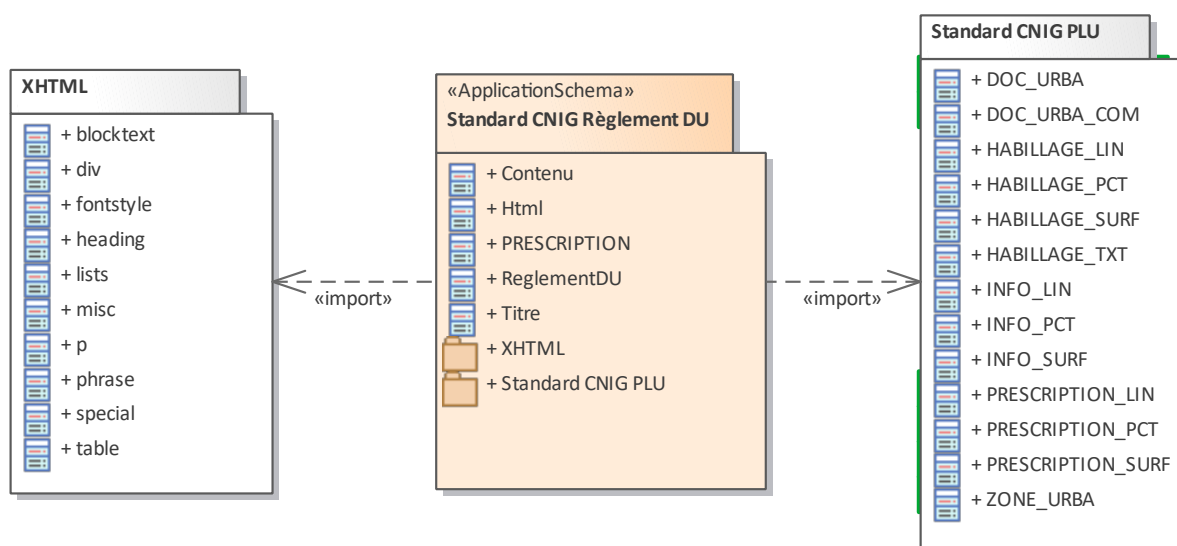 XHTML
+ blocktext
+ div
+ fontstyle
+ heading
+ lists
+ misc
+ p
+ phrase
+ special
+ table
«import»
«ApplicationSchema»
Standard CNIG Règlement DU
+ Contenu
+ Html
+ PRESCRIPTION
+ ReglementDU
+ Titre
+ XHTML
+ Standard CNIG PLU
«import»
Standard CNIG PLU
+ DOC_URBA
+ DOC_URBA_COM
+ HABILLAGE_LIN
+ HABILLAGE_PCT
+ HABILLAGE_SURF
+ HABILLAGE_TXT
+ INFO_LIN
+ INFO_PCT
+ INFO_SURF
+ PRESCRIPTION_LIN
+ PRESCRIPTION_PCT
+ PRESCRIPTION_SURF
+ ZONE_URBA